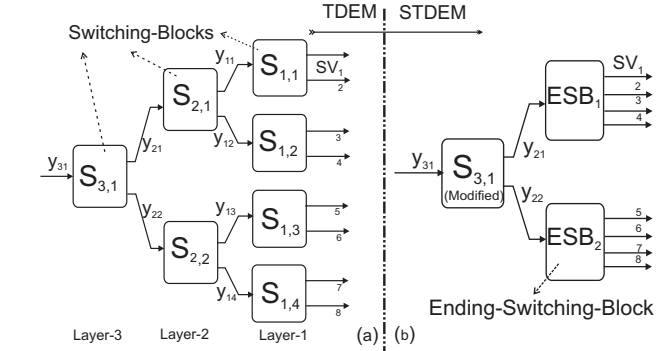 TDEM
STDEM
Switching-Blocks
y11
S1,1
SV1
2
S2,1
y12
S1,2
3
4
y31
S3,1
y21
y22
y13
S1,3
5
6
S2,2
y14
S1,4
7
8
Layer-3
Layer-2
Layer-1
(a)
(b)
y31
S3,1
(Modified)
y21
y22
ESB1
SV1
2
3
4
ESB2
5
6
7
8
Ending-Switching-Block